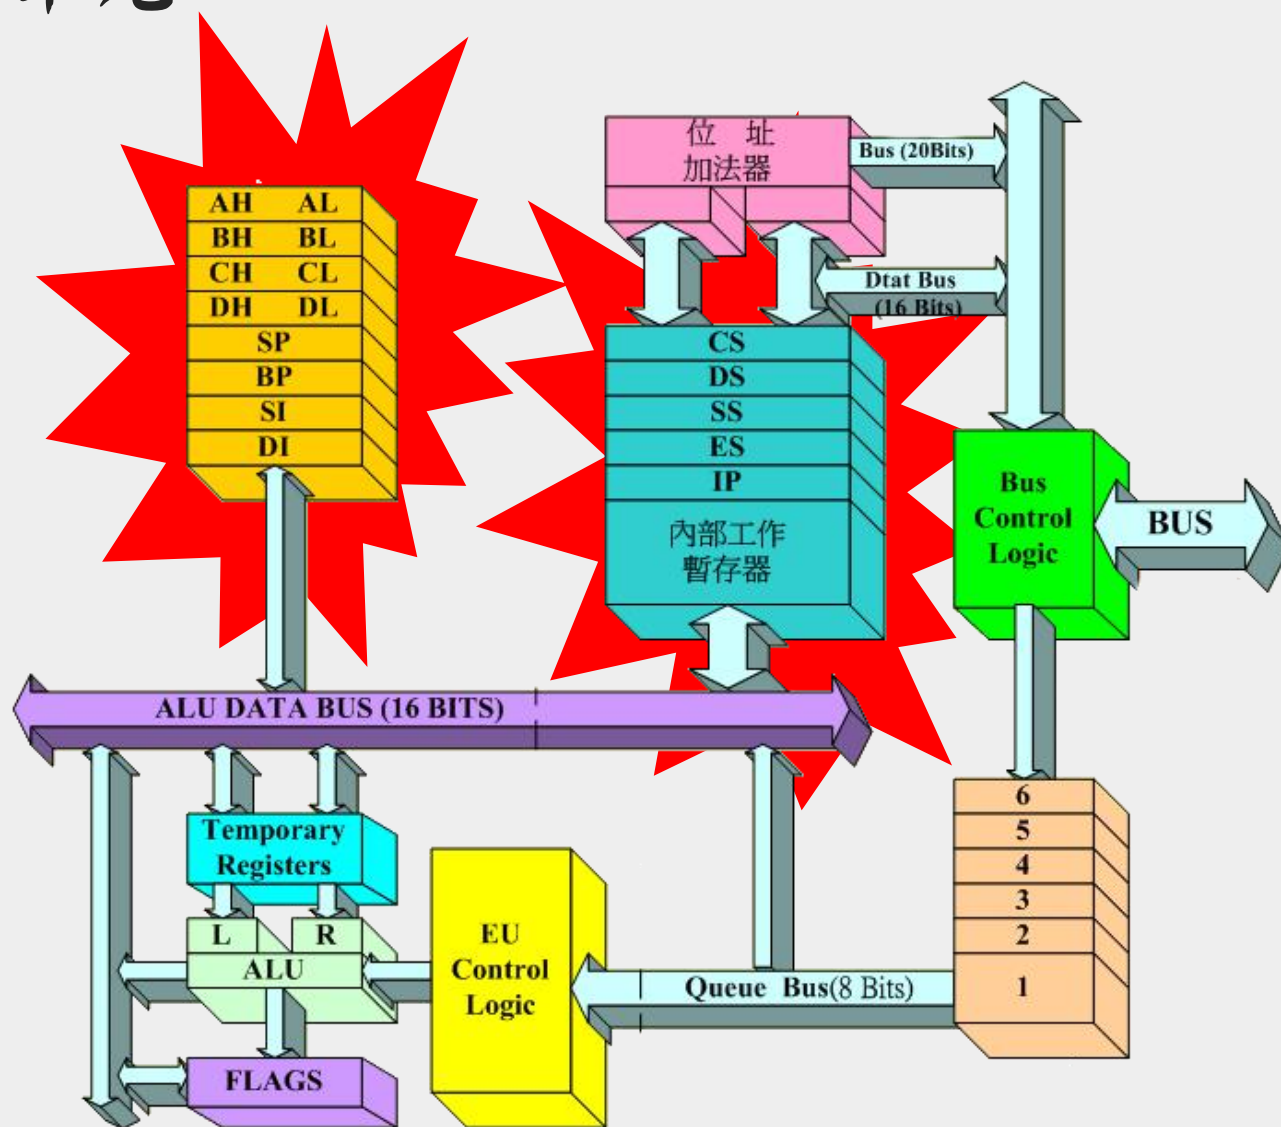 AH AL
BH BL
CH CL
DH DL
SP
BP
SI
DI
位 址
加法器
Bus (20Bits)
Dtat Bus
(16 Bits)
CS
DS
SS
ES
IP
內部工作
暫存器
Bus
Control
Logic
BUS
ALU DATA BUS (16 BITS)
Temporary
Registers
L R
ALU
FLAGS
EU
Control
Logic
Queue Bus(8 Bits)
6
5
4
3
2
1